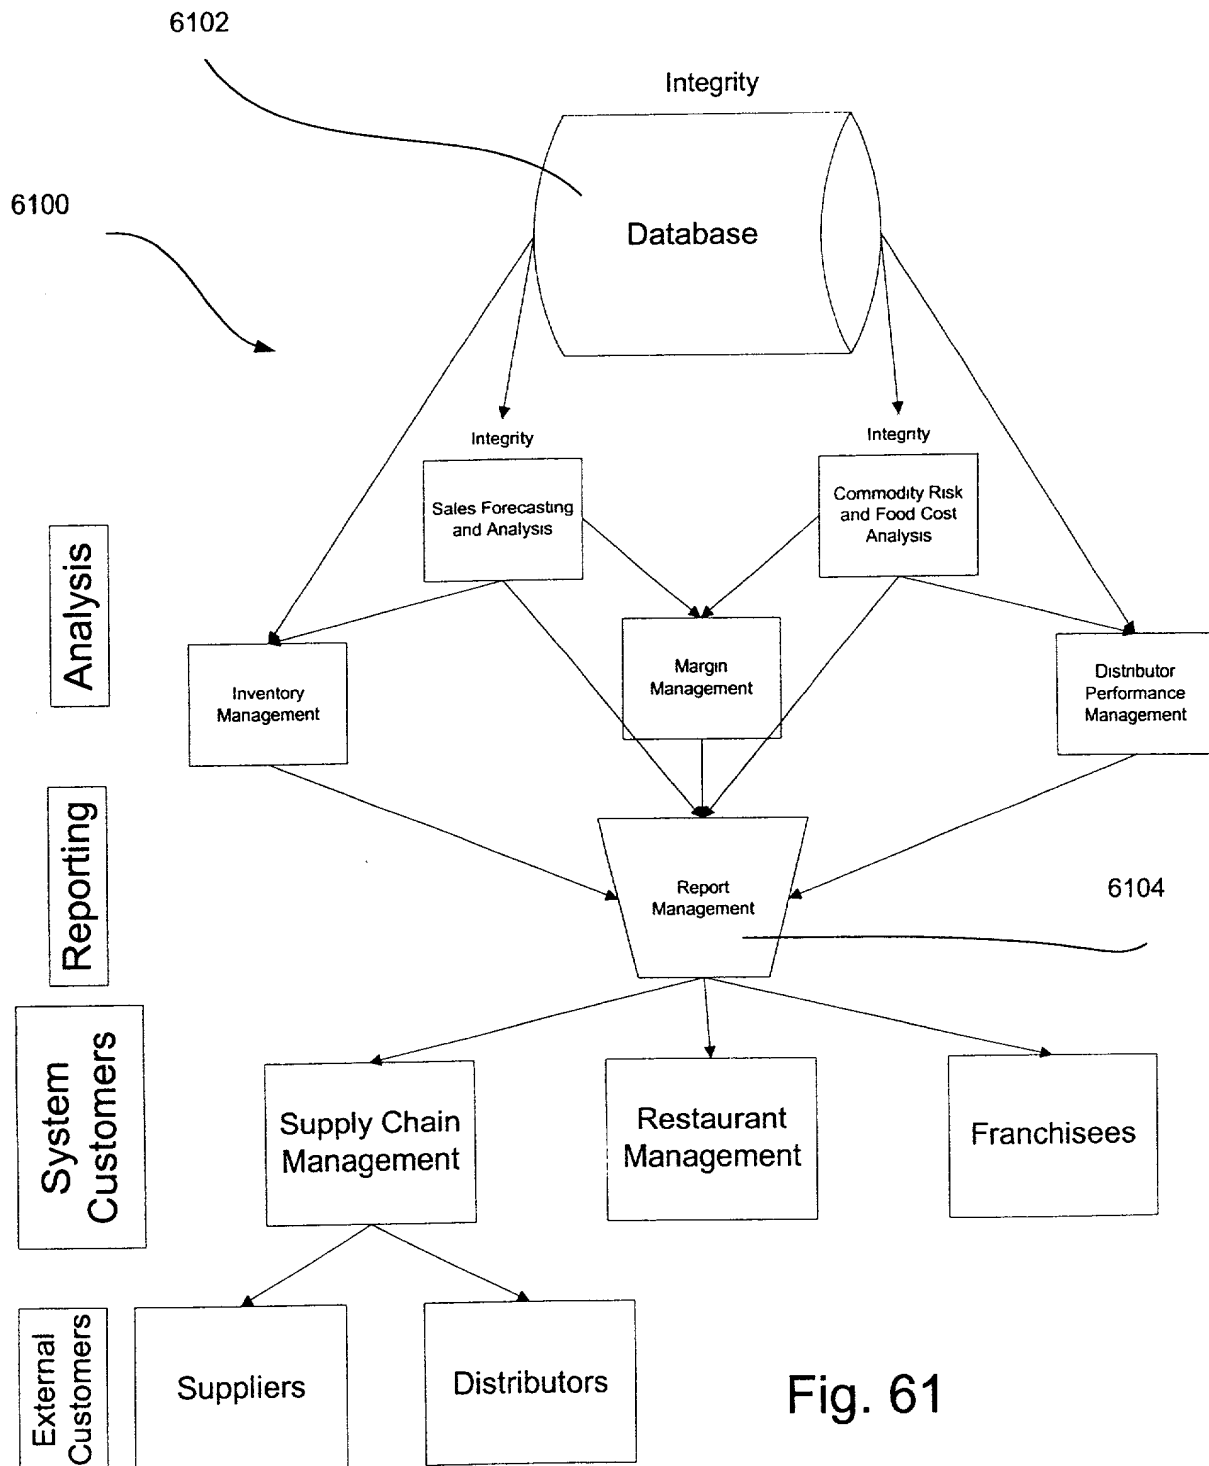 6102
Integrity
6100
Database
Integrity
Integrity
Sales Forecasting
and Analysis
Commodity Risk
and Food Cost
Analysis
Analysis
Inventory
Management
Margin
Management
Distributor
Performance
Management
Reporting
Report
Management
6104
System
Customers
Supply Chain
Management
Restaurant
Management
Franchisees
External
Customers
Suppliers
Distributors
Fig. 61